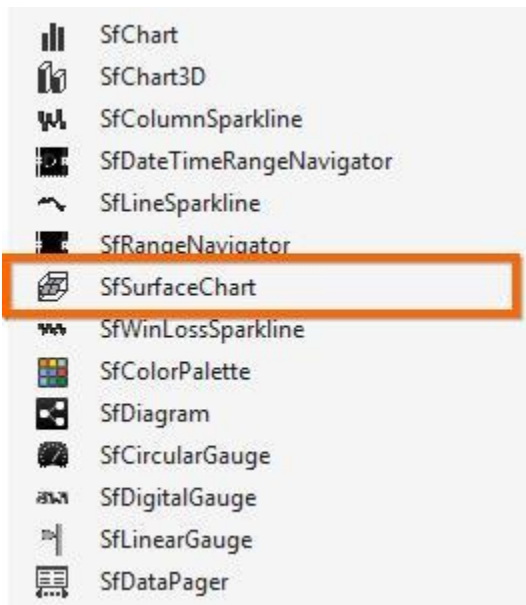 SfChart
SfChart3D
SfColumnSparkline
SfDateTimeRangeNavigator
SfLineSparkline
SfRangeNavigator
SfSurfaceChart
SfWinLossSparkline
SfColorPalette
SfDiagram
SfCircularGauge
SfDigitalGauge
SfLinearGauge
SfDataPager